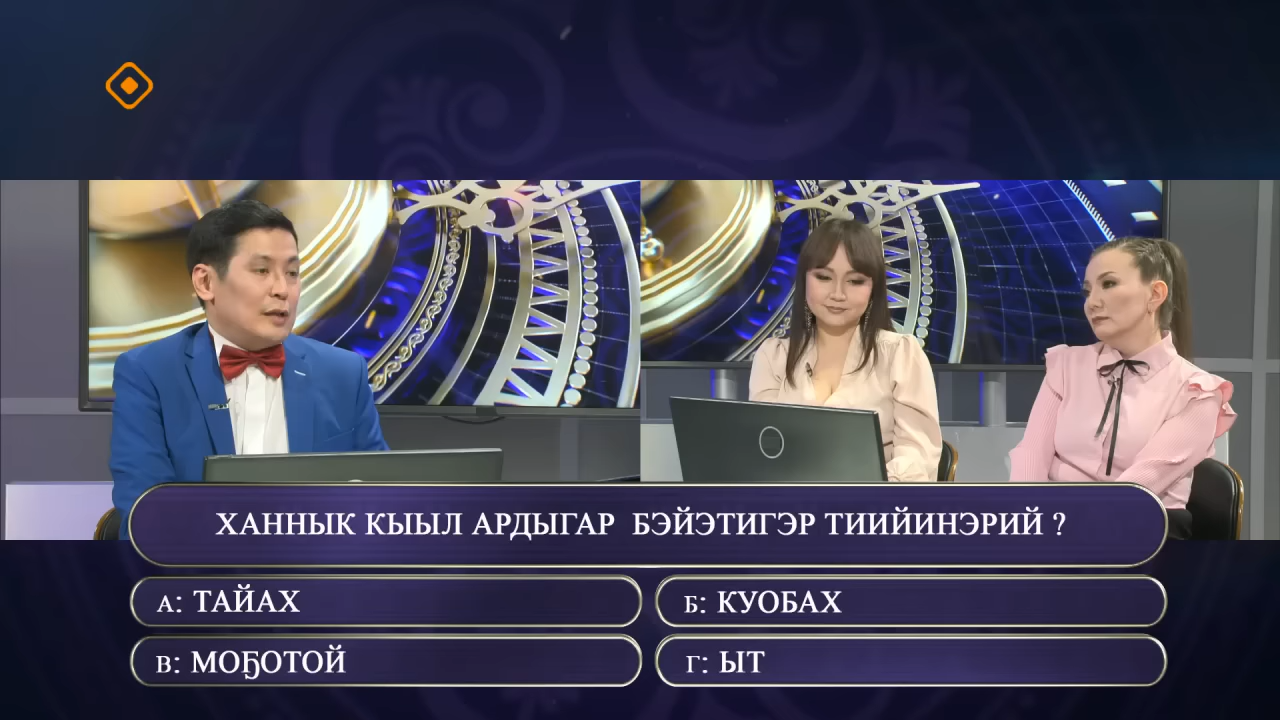 ХАННЫК КЫЫЛ АРДЫГАР БЭЙЭТИГЭР ТИИЙИНЭРИЙ ?
А: ТАЙАХ
Б: КУОБАХ
В: МОҔОТОЙ
Г: ЫТ